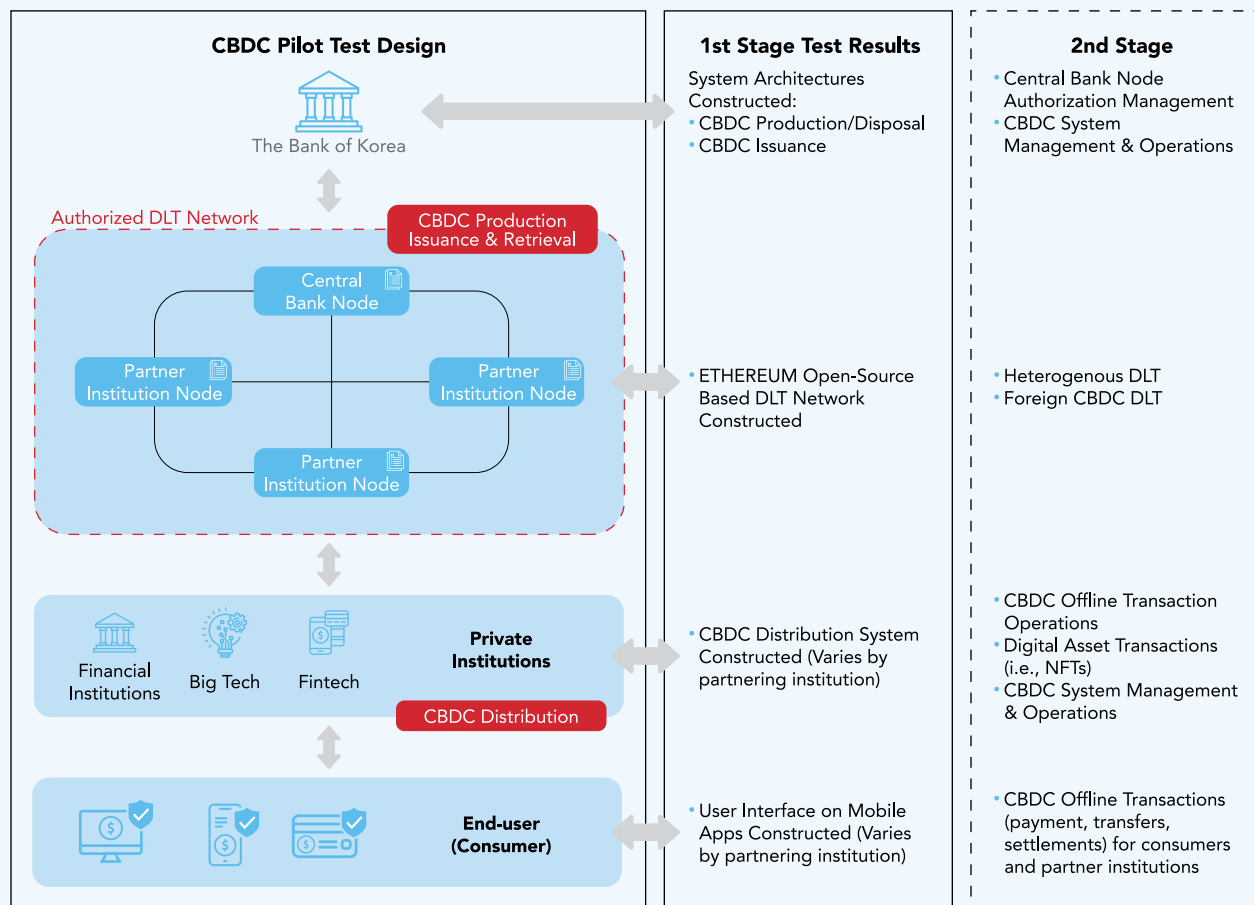 CBDC Pilot Test Design
The Bank of Korea
Authorized DLT Network
CBDC Production
Issuance & Retrieval
Central
Bank Node
Partner
Institution Node
Partner
Institution Node
Partner
Institution Node
Financial
Institutions
Big Tech
Fintech
Private
Institutions
CBDC Distribution
End-user
(Consumer)
1st Stage Test Results
System Architectures
Constructed:
• CBDC Production/Disposal
• CBDC Issuance
• ETHEREUM Open-Source
Based DLT Network
Constructed
• CBDC Distribution System
Constructed (Varies by
partnering institution)
• User Interface on Mobile
Apps Constructed (Varies
by partnering institution)
2nd Stage
• Central Bank Node
Authorization Management
• CBDC System
Management & Operations
• Heterogenous DLT
• Foreign CBDC DLT
• CBDC Offline Transaction
Operations
• Digital Asset Transactions
(i.e., NFTs)
• CBDC System Management
& Operations
• CBDC Offline Transactions
(payment, transfers,
settlements) for consumers
and partner institutions